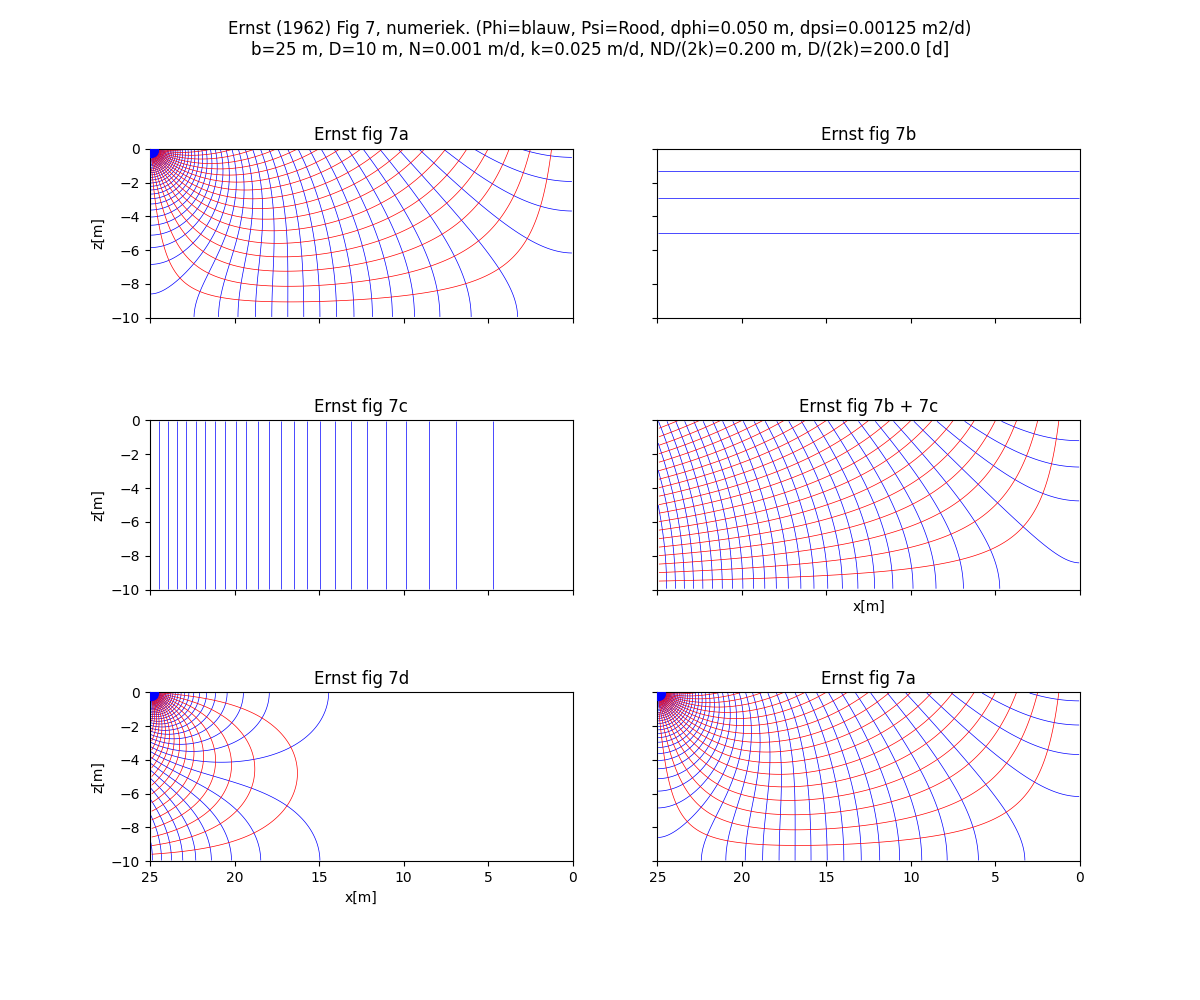 Ernst (1962) Fig 7, numeriek. (Phi=blauw, Psi=Rood, dphi=0.050 m, dpsi=0.00125 m2/d)
b=25 m, D=10 m, N=0.001 m/d, k=0.025 m/d, ND/(2k)=0.200 m, D/(2k)=200.0 [d]
Ernst fig 7a
0
−2
−4
−6
−8
−10
z[m]
Ernst fig 7b
Ernst fig 7c
0
−2
−4
−6
−8
−10
z[m]
Ernst fig 7b + 7c
x[m]
Ernst fig 7d
0
−2
−4
−6
−8
−10
z[m]
25 20 15 10 5 0
x[m]
Ernst fig 7a
25 20 15 10 5 0